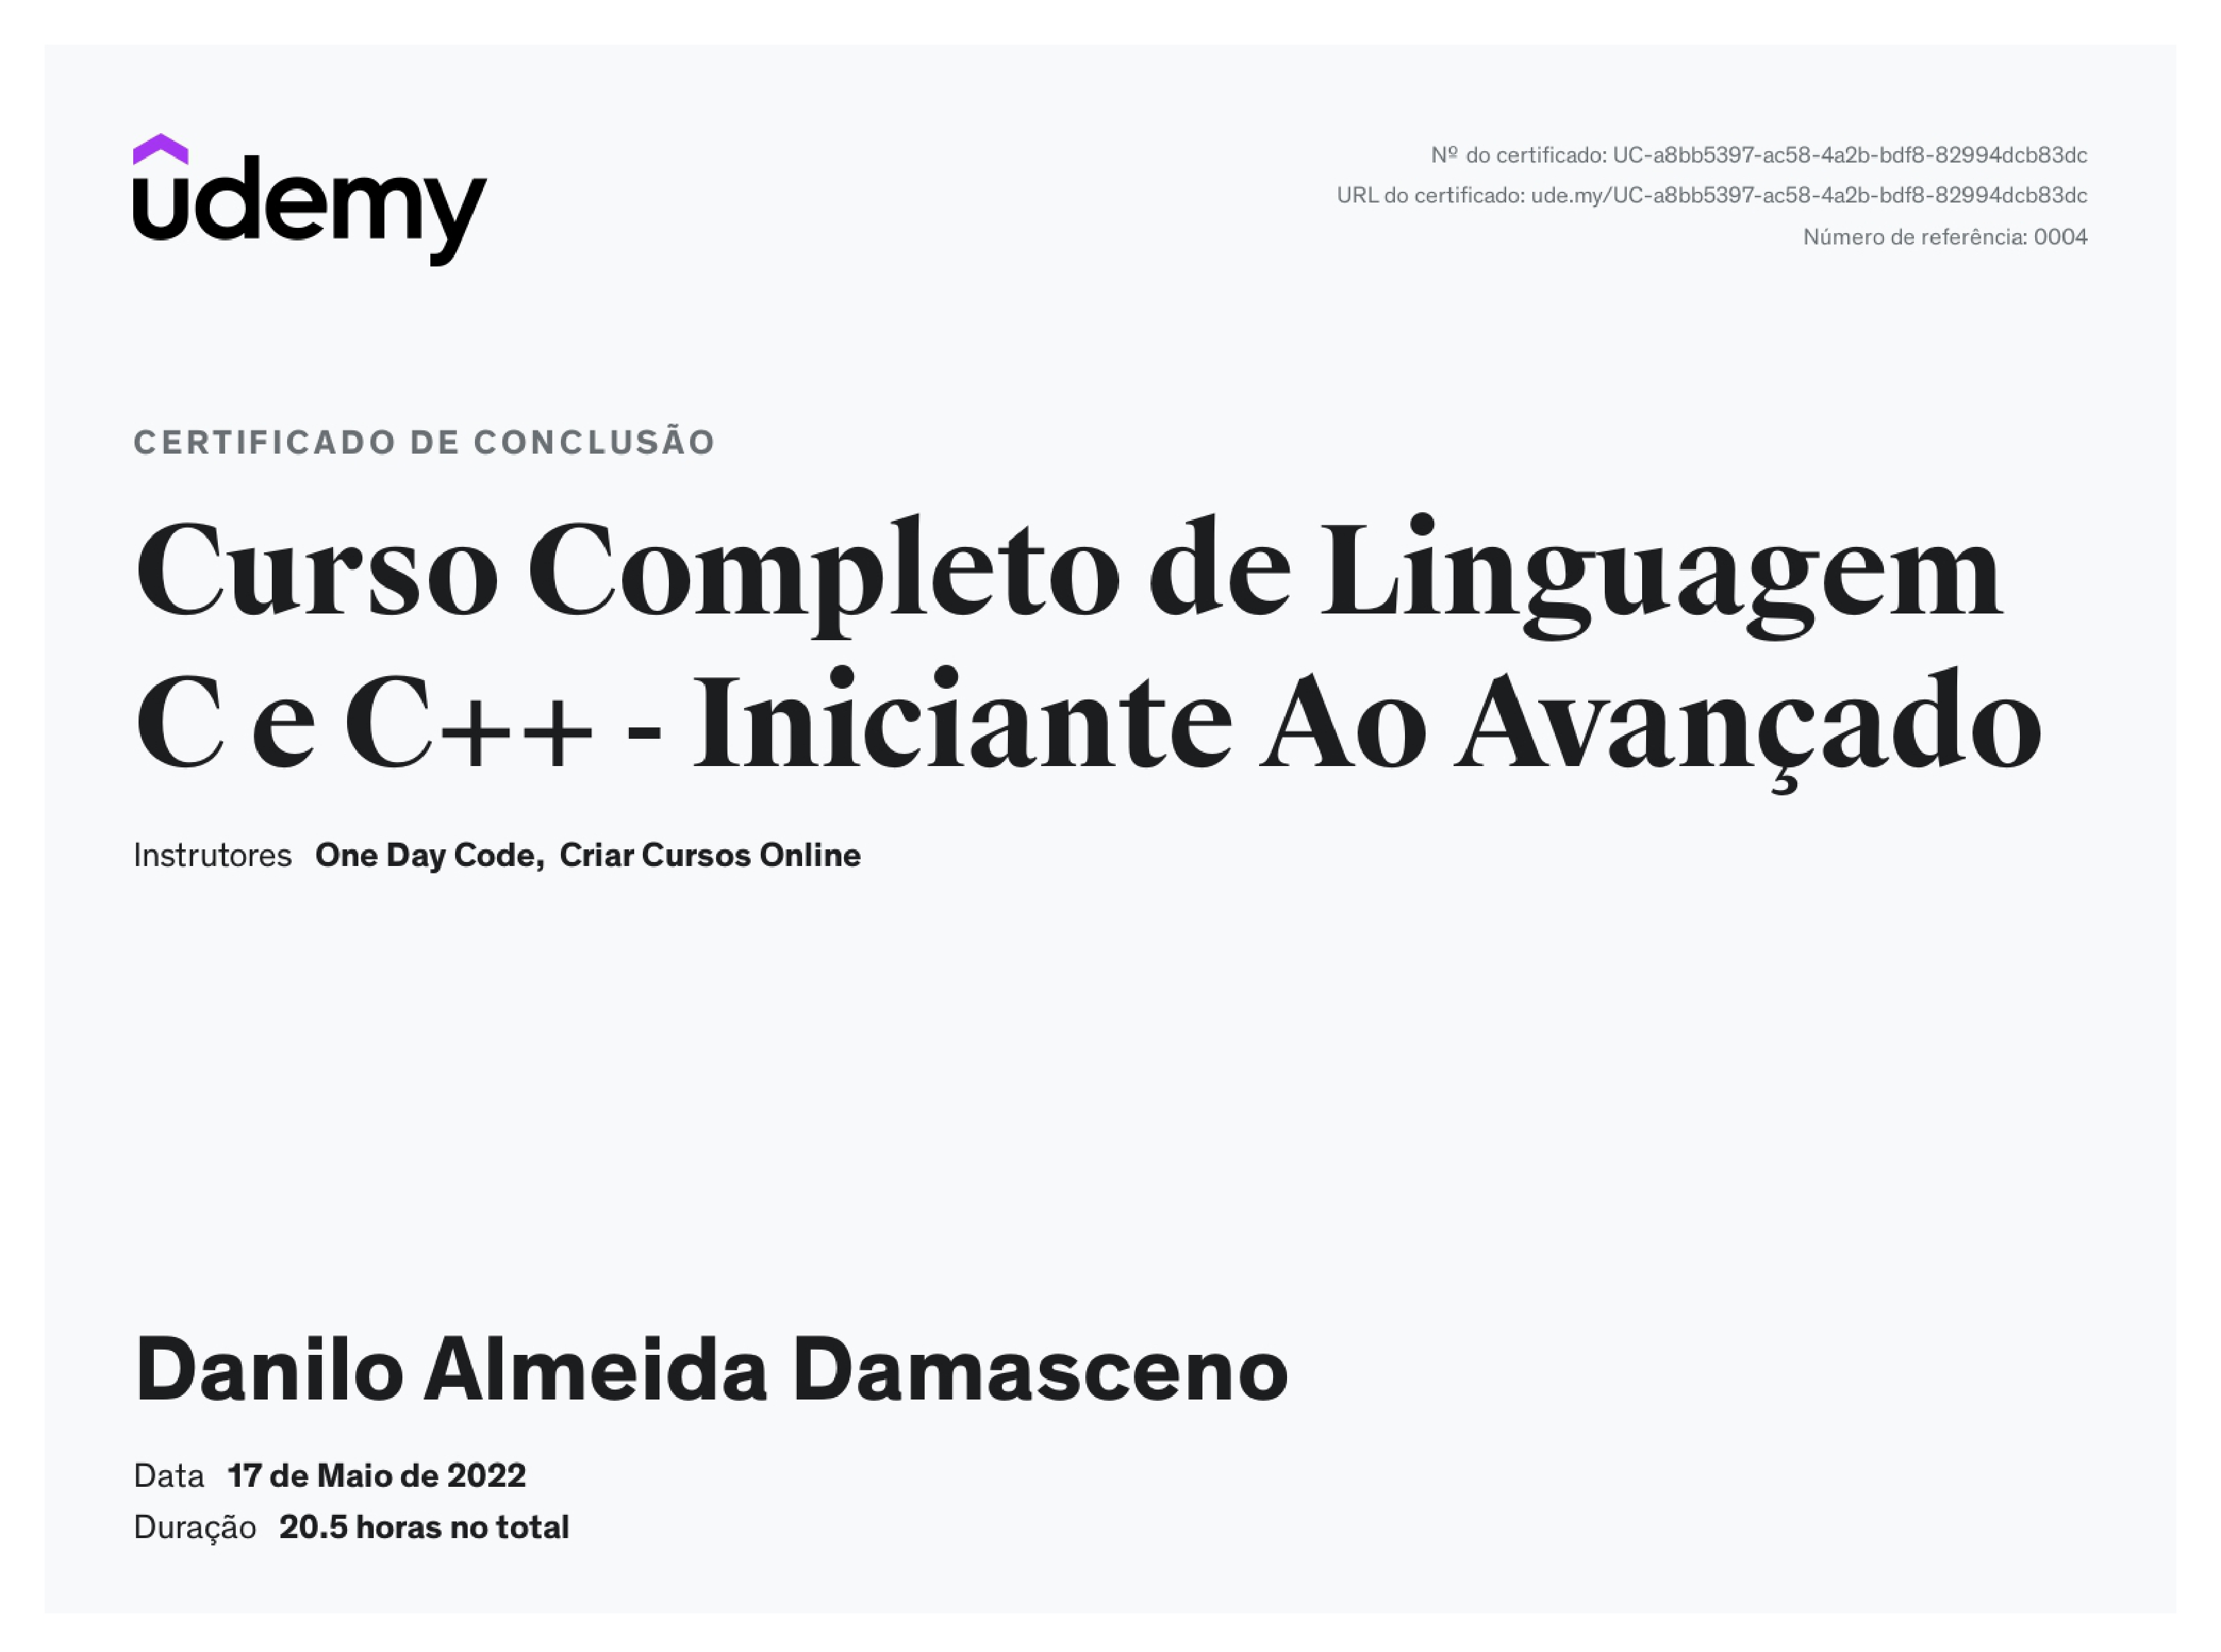 udemy
Nº do certificado: UC-a8bb5397-ac58-4a2b-bdf8-82994dcb83dc
URL do certificado: ude.my/UC-a8bb5397-ac58-4a2b-bdf8-82994dcb83dc
Número de referência: 0004
CERTIFICADO DE CONCLUSÃO
Curso Completo de Linguagem
C e C++ - Iniciante Ao Avançado
Instrutores One Day Code, Criar Cursos Online
Danilo Almeida Damasceno
Data 17 de Maio de 2022
Duração 20.5 horas no total